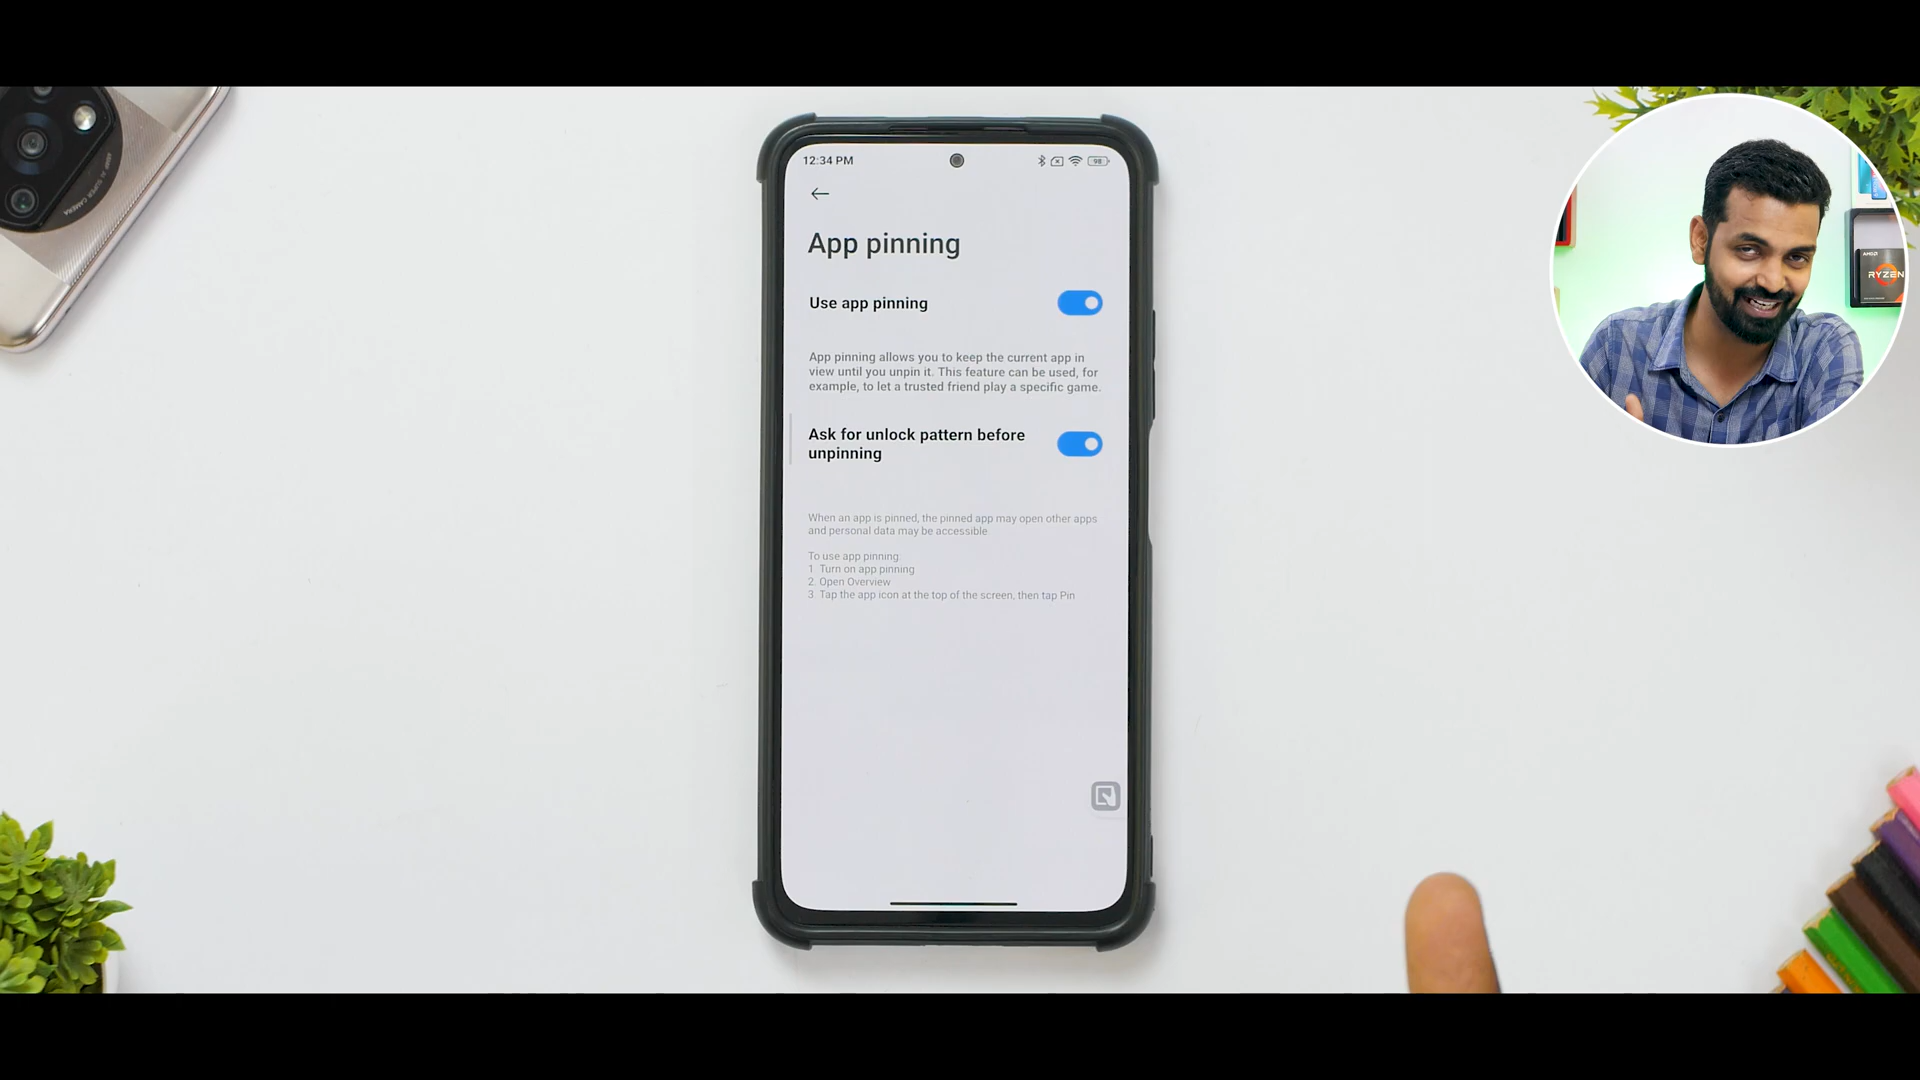 12:34 PM
98
App pinning
Use app pinning
App pinning allows you to keep the current app in
view until you unpin it. This feature can be used, for
example, to let a trusted friend play a specific game.
Ask for unlock pattern before
unpinning
When an app is pinned, the pinned app may open other apps
and personal data may be accessible
To use app pinning:
1 Turn on app pinning
2. Open Overview
3 Tap the app icon at the top of the screen, then tap Pin
AMD
RYZEN